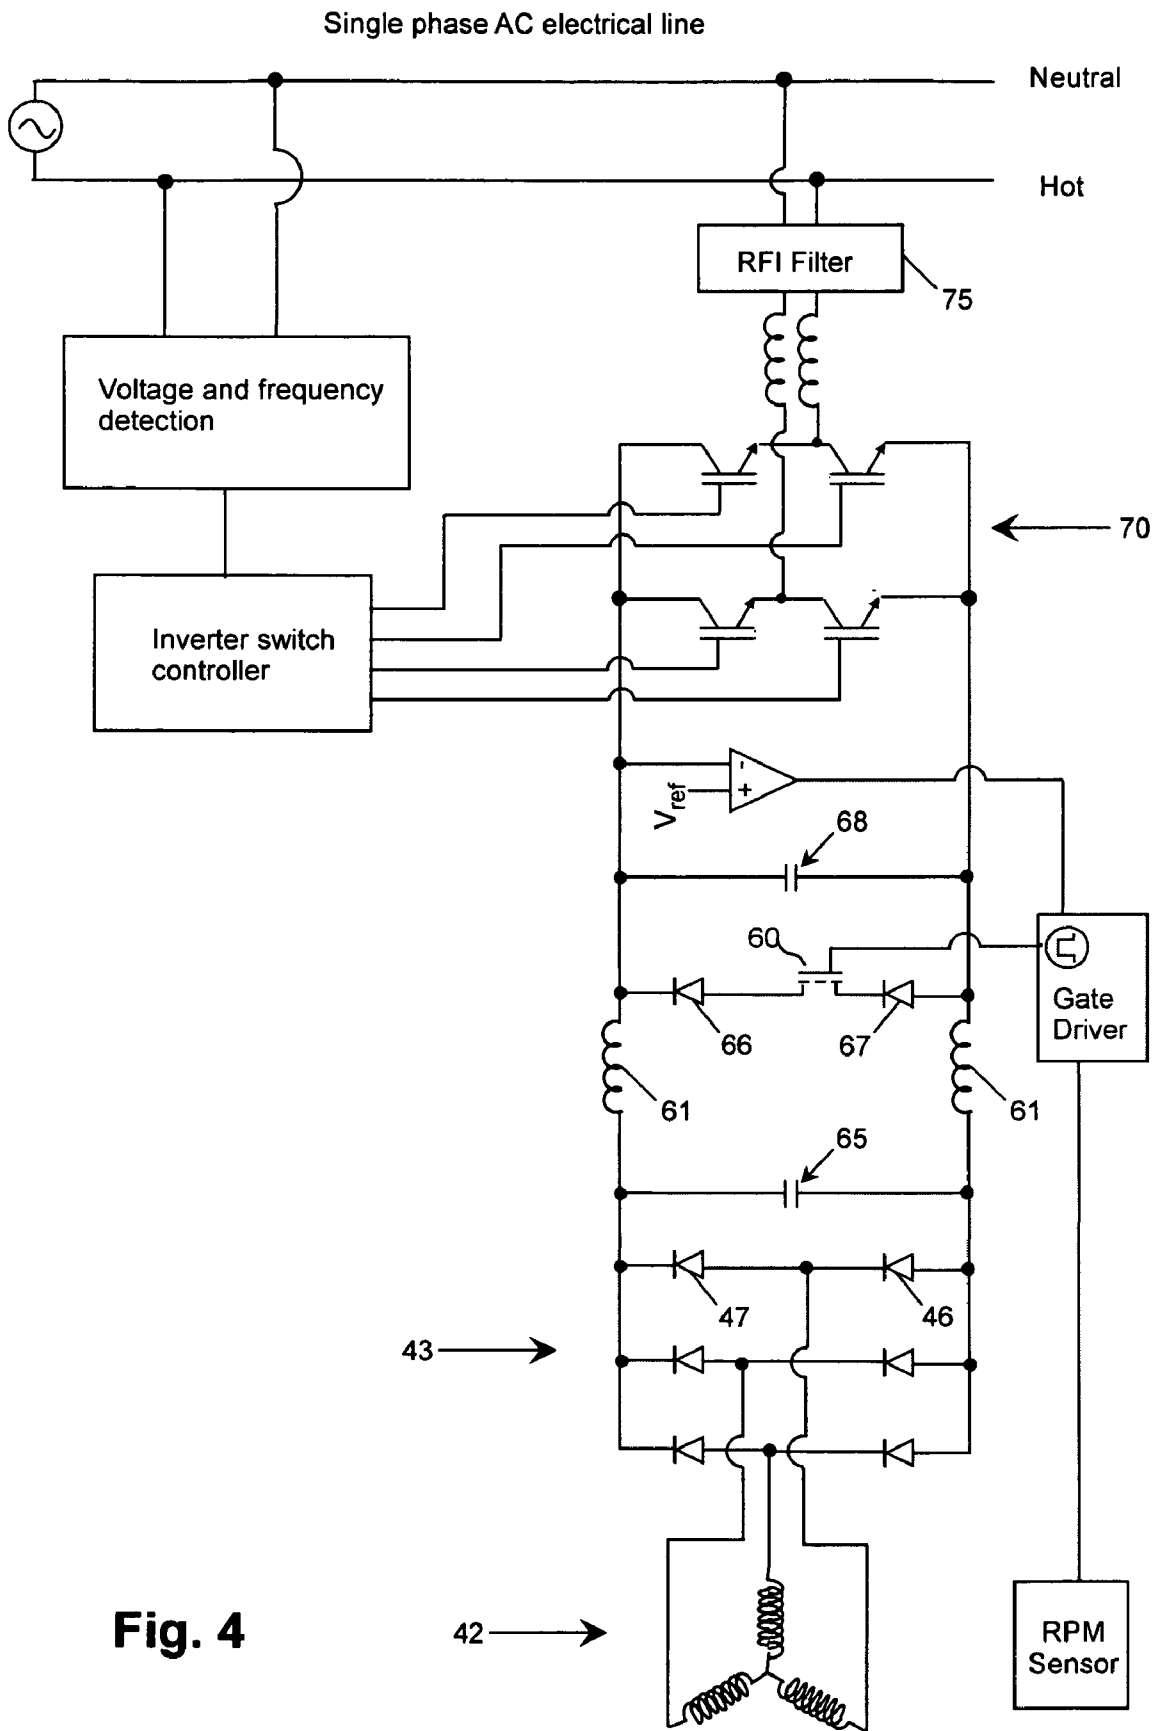 Single phase AC electrical line
Neutral
Hot
RFI Filter
75
Voltage and frequency
detection
70
Inverter switch
controller
-
+
Vref
68
60
Gate
Driver
66
67
61
61
65
47
46
43
42
RPM
Sensor
Fig. 4